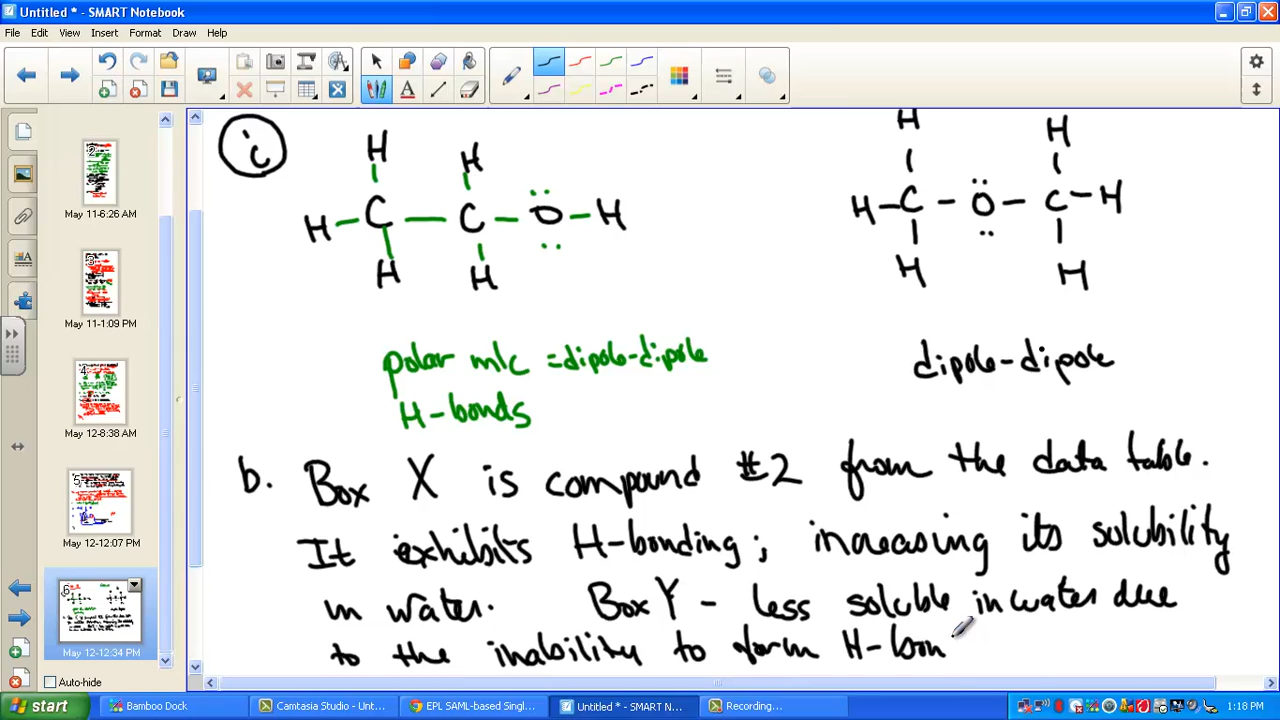 Untitled * - SMART Notebook
File Edit View Insert Format Draw Help
May 11-6:26 AM
May 11-1:09 PM
May 12-8:38 AM
May 12-12:07 PM
May 12-12:34 PM
Auto-hide
i c
H H
H - C - C - O - H
H H
H H
H - C - O - C - H
H H
polar mlc = dipole-dipole
H-bonds
dipole-dipole
b. Box X is compound #2 from the data table.
It exhibits H-bonding; increasing its solubility
in water. Box Y - less soluble in water due
to the inability to form H-bon
start
Bamboo Dock
Camtasia Studio - Unt...
EPL SAML-based Singl...
Untitled * - SMART N...
Recording...
1:18 PM